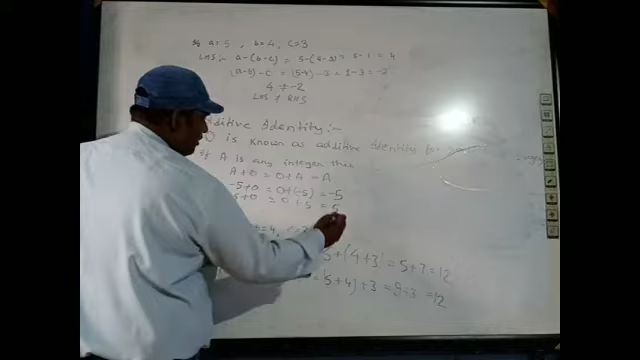 If a=5, b=4, c=3
LHS:- a-(b-c) = 5-(4-3) = 5-1 = 4
(a-b)-c = (5-4)-3 = 1-3 = -2
4 ≠ -2
LHS ≠ RHS
Additive Identity:-
O is known as additive identity for
If A is any integer then
A+0 = 0+A = A
-5+0 = 0+(-5) = -5
5+0 = 0+5 = 5
b=4,
5+(4+3) = 5+7 = 12
= (5+4)+3 = 9+3 = 12